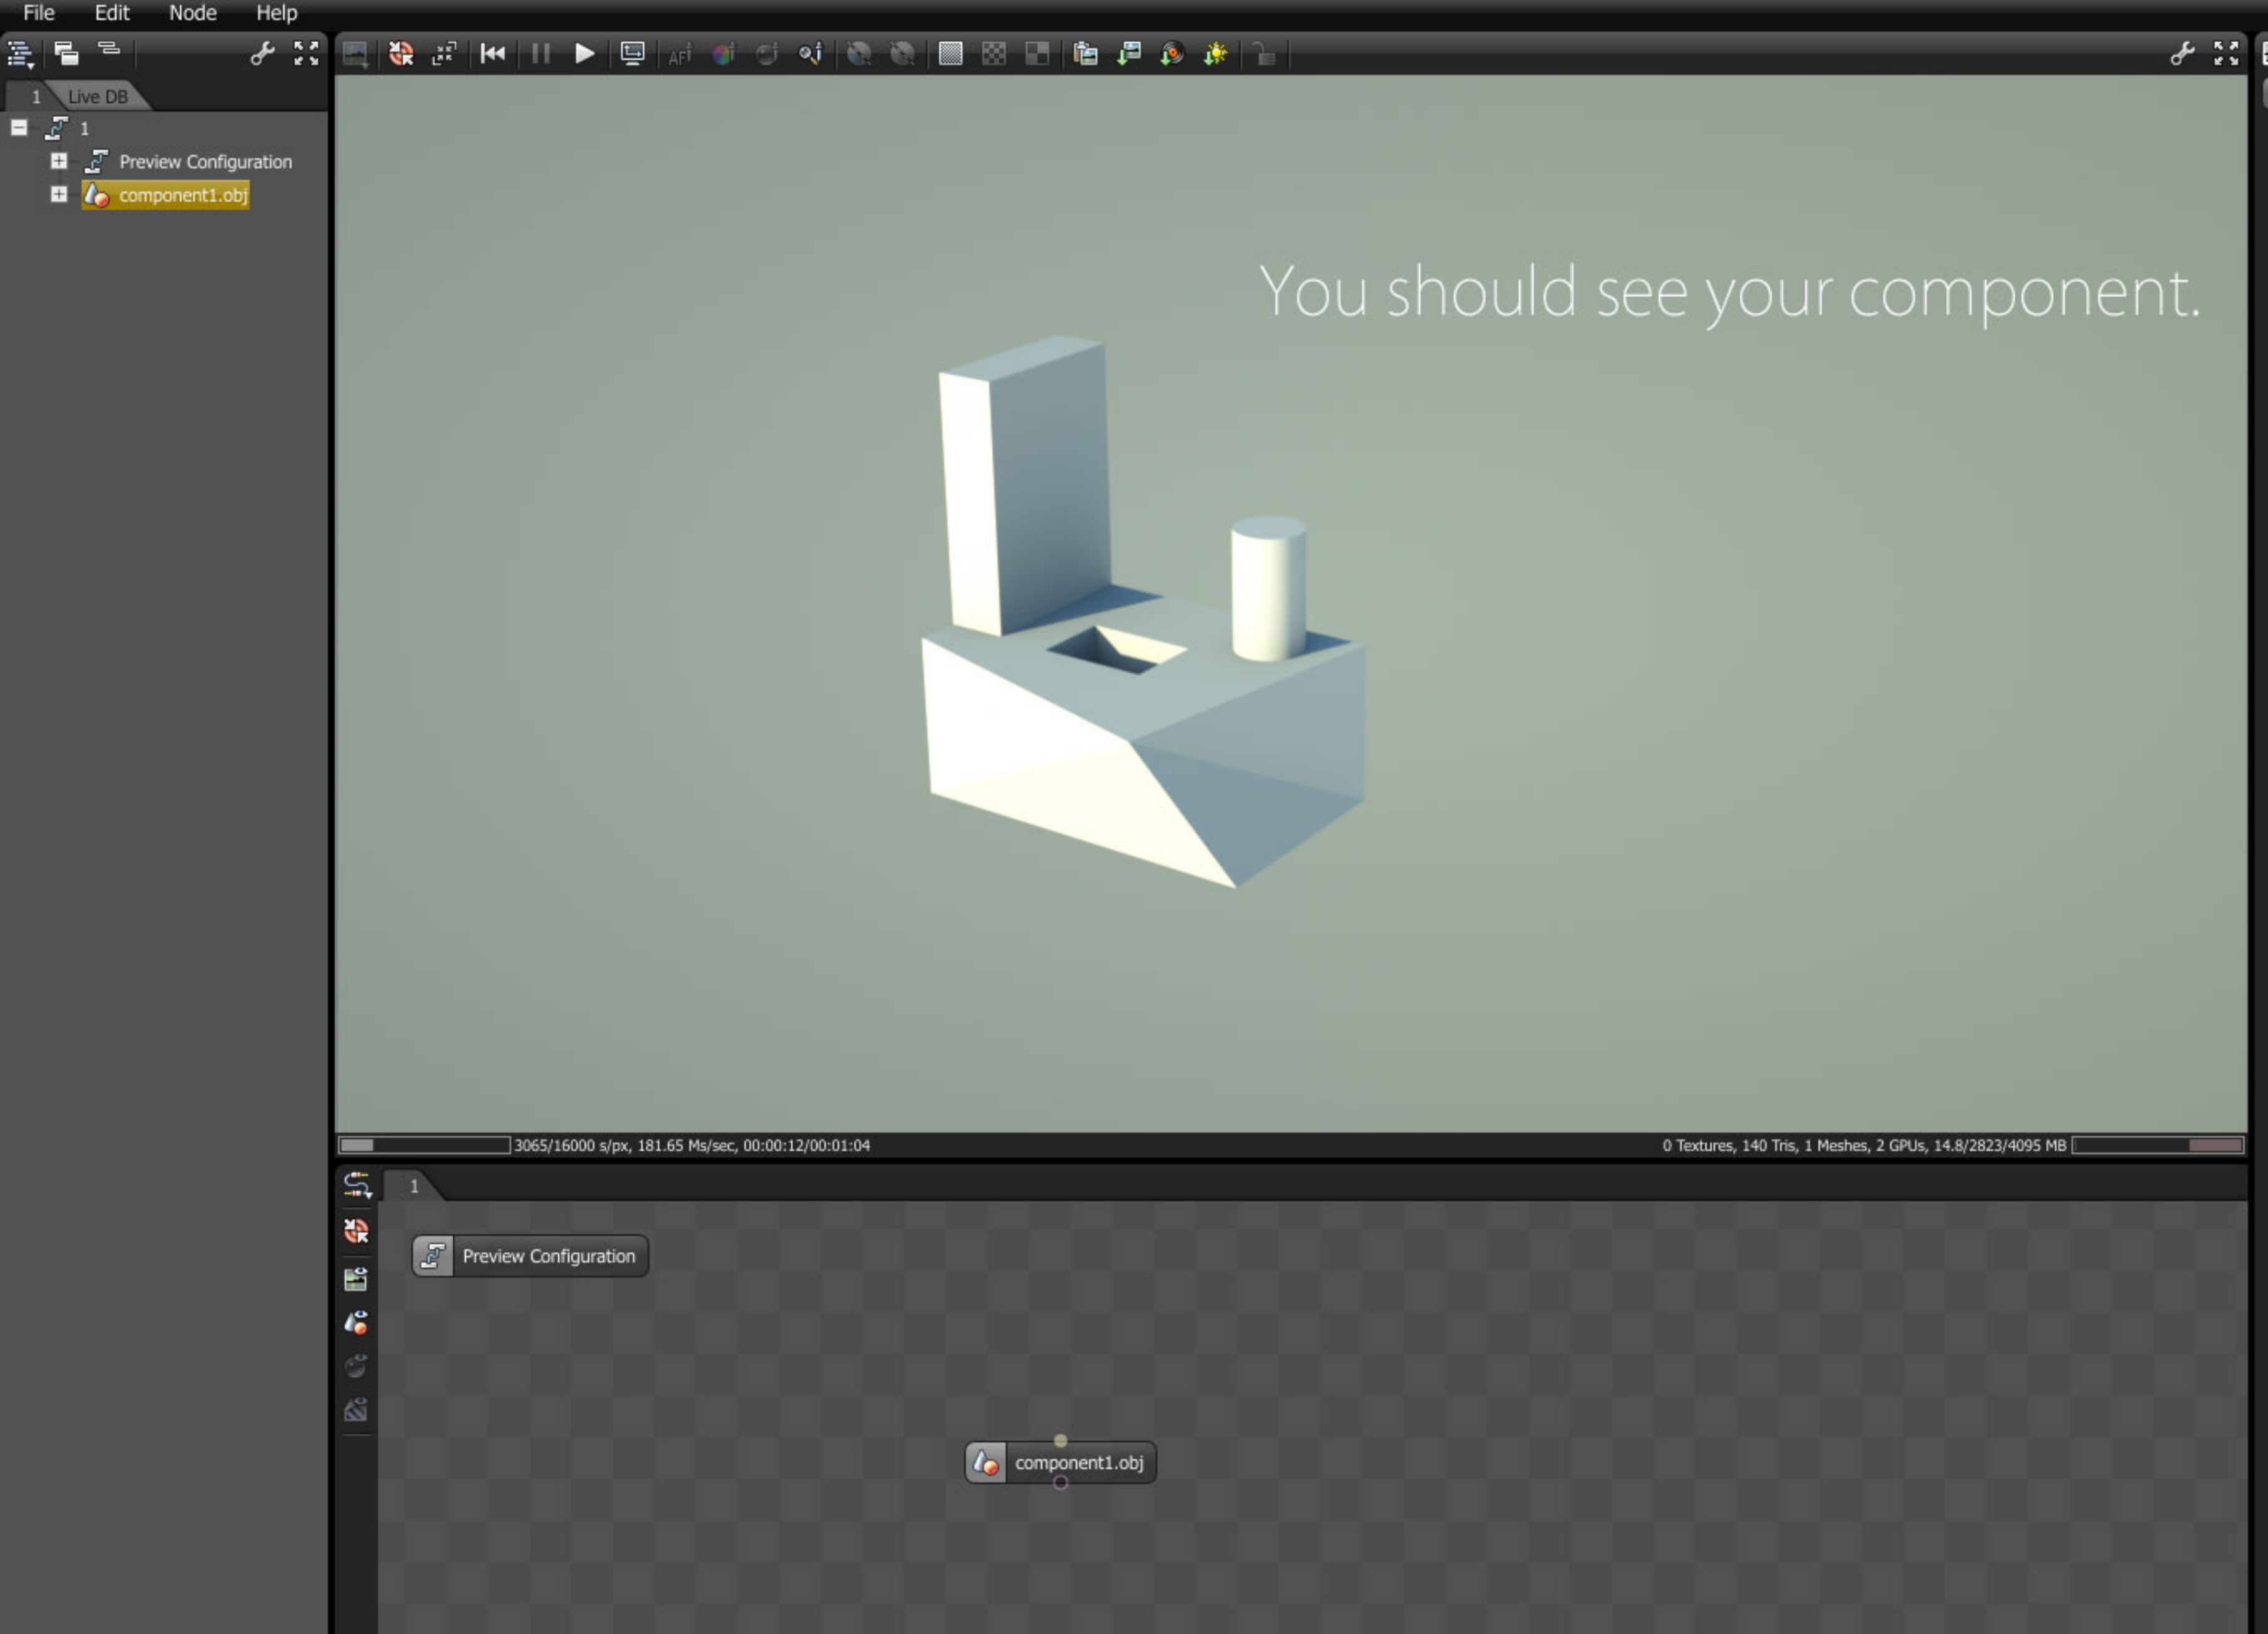 File Edit Node Help
AF
1 Live DB
1
Preview Configuration
component1.obj
You should see your component.
3065/16000 s/px, 181.65 Ms/sec, 00:00:12/00:01:04
0 Textures, 140 Tris, 1 Meshes, 2 GPUs, 14.8/2823/4095 MB
1
Preview Configuration
component1.obj